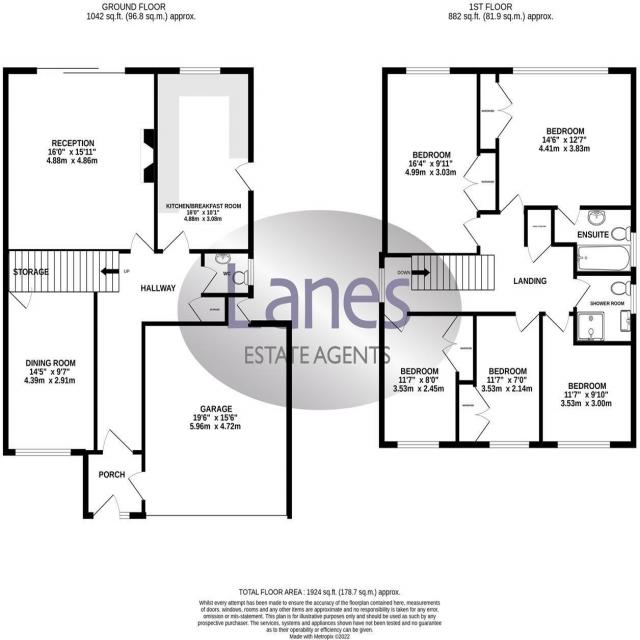 GROUND FLOOR
1042 sq.ft. (96.8 sq.m.) approx.
1ST FLOOR
882 sq.ft. (81.9 sq.m.) approx.
RECEPTION
16'0" x 15'11"
4.88m x 4.86m
KITCHEN/BREAKFAST ROOM
16'0" x 10'1"
4.88m x 3.08m
STORAGE
UP
HALLWAY
WC
DINING ROOM
14'5" x 9'7"
4.39m x 2.91m
GARAGE
19'6" x 15'6"
5.96m x 4.72m
PORCH
BEDROOM
16'4" x 9'11"
4.99m x 3.03m
WARDROBE
WARDROBE
BEDROOM
14'6" x 12'7"
4.41m x 3.83m
ENSUITE
DOWN
LANDING
SHOWER ROOM
BEDROOM
11'7" x 8'0"
3.53m x 2.45m
WARDROBE
WARDROBE
BEDROOM
11'7" x 7'0"
3.53m x 2.14m
BEDROOM
11'7" x 9'10"
3.53m x 3.00m
Lanes
ESTATE AGENTS
TOTAL FLOOR AREA : 1924 sq.ft. (178.7 sq.m.) approx.
Whilst every attempt has been made to ensure the accuracy of the floorplan contained here, measurements
of doors, windows, rooms and any other items are approximate and no responsibility is taken for any error,
omission or mis-statement. This plan is for illustrative purposes only and should be used as such by any
prospective purchaser. The services, systems and appliances shown have not been tested and no guarantee
as to their operability or efficiency can be given.
Made with Metropix ©2022